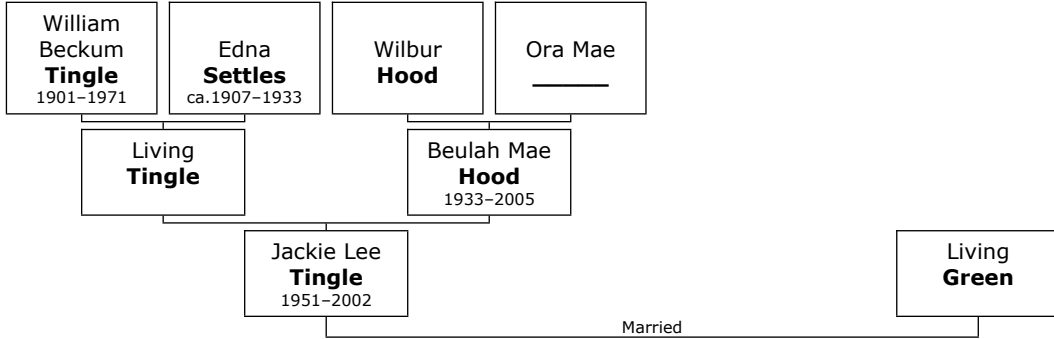 William
Beckum
Tingle
1901–1971
Edna
Settles
ca.1907–1933
Wilbur
Hood
Ora Mae
______
Living
Tingle
Beulah Mae
Hood
1933–2005
Jackie Lee
Tingle
1951–2002
Living
Green
Married